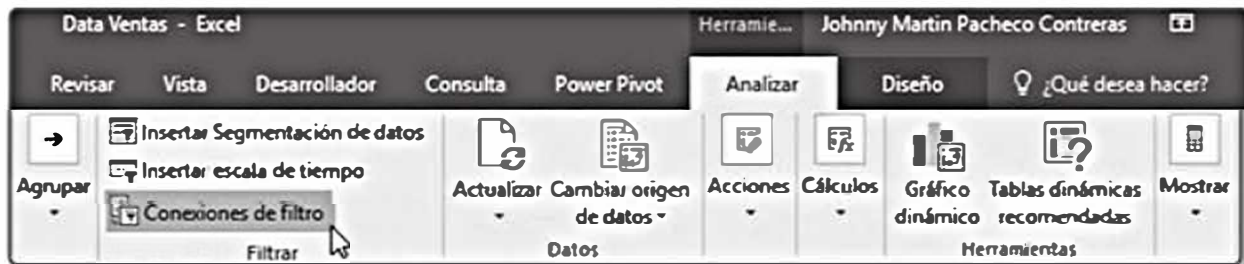 Data Ventas - Excel
Herramie...
Johnny Martin Pacheco Contreras
Revisar Vista Desarrollador Consulta Power Pivot Analizar Diseño ¿Qué desea hacer?
Agrupar
Insertar Segmentación de datos
Insertar escala de tiempo
Conexiones de filtro
Filtrar
Actualizar
Cambiar origen
de datos
Datos
Acciones
Cálculos
Gráfico
dinámico
Tablas dinámicas
recomendadas
Herramientas
Mostrar